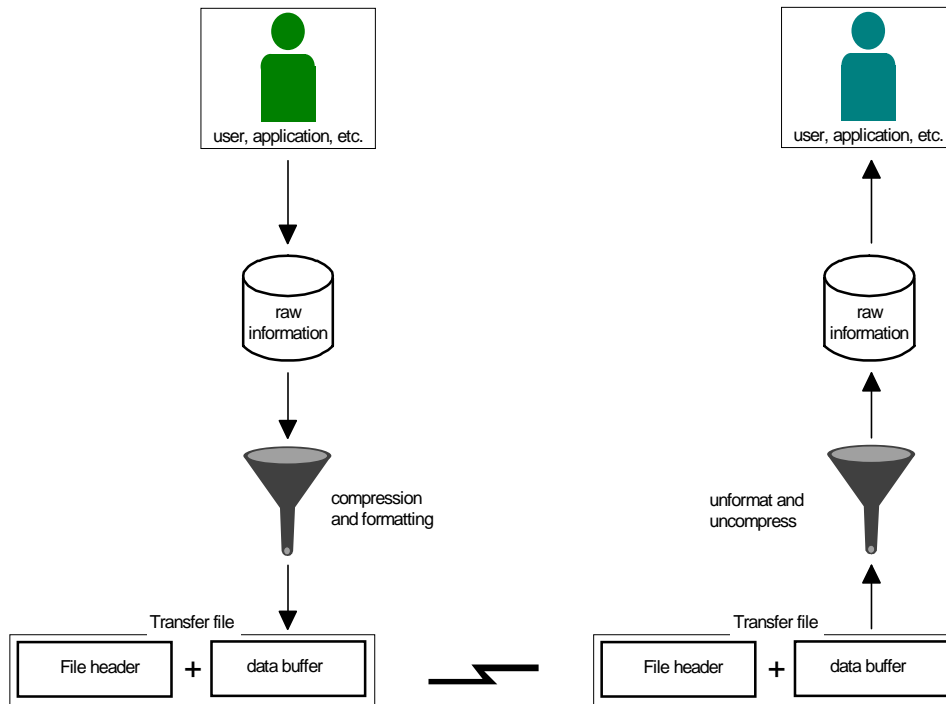 user, application, etc.
raw
information
compression
and formatting
Transfer file
File header + data buffer
user, application, etc.
raw
information
unformat and
uncompress
Transfer file
File header + data buffer